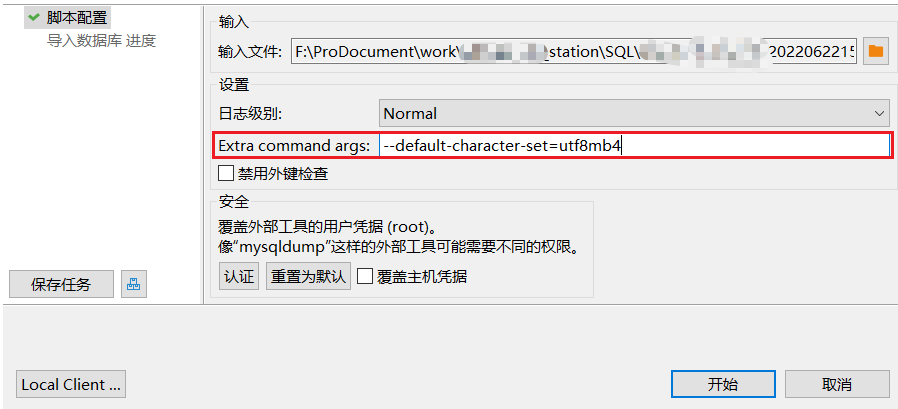 脚本配置
导入数据库 进度
输入
输入文件: F:\ProDocument\work\ _station\SQL\ 2022062215
设置
日志级别: Normal
Extra command args: --default-character-set=utf8mb4
禁用外键检查
安全
覆盖外部工具的用户凭据 (root)。
像“mysqldump”这样的外部工具可能需要不同的权限。
认证 重置为默认 覆盖主机凭据
保存任务
Local Client ... 开始 取消